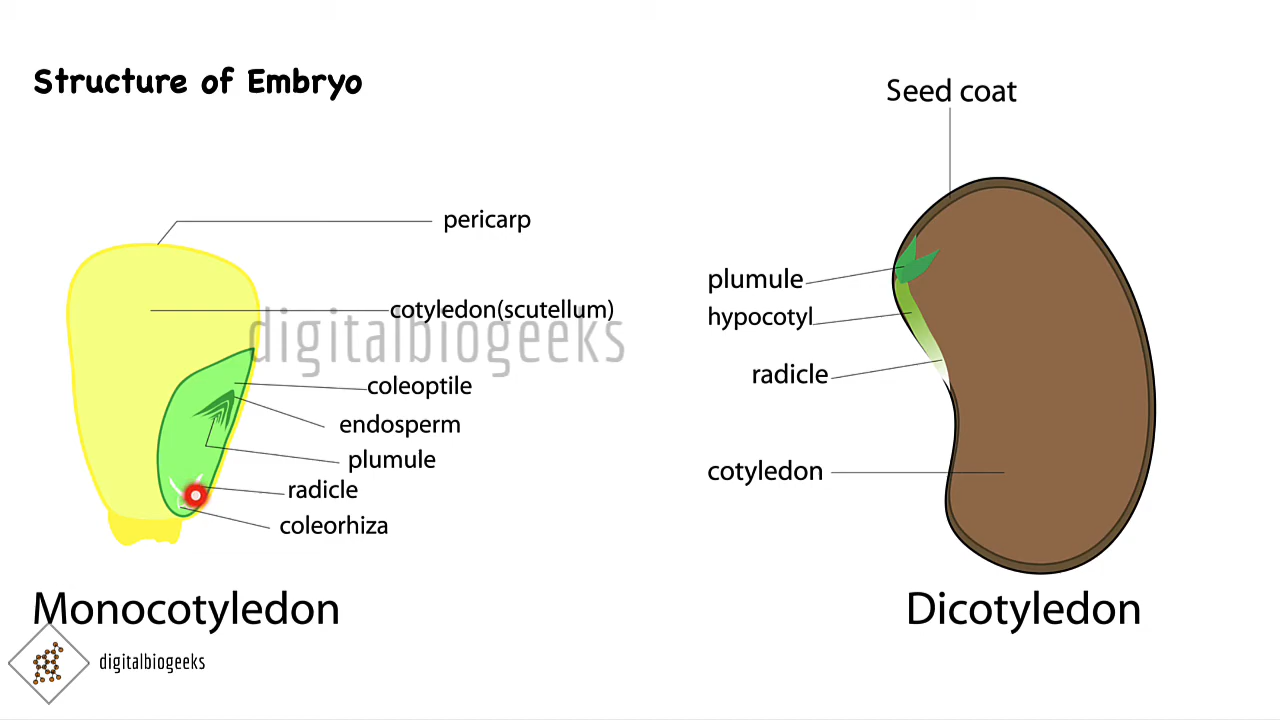 Structure of Embryo
Seed coat
pericarp
cotyledon(scutellum)
digitalbiogeeks
coleoptile
endosperm
plumule
radicle
coleorhiza
plumule
hypocotyl
radicle
cotyledon
Monocotyledon
Dicotyledon
digitalbiogeeks